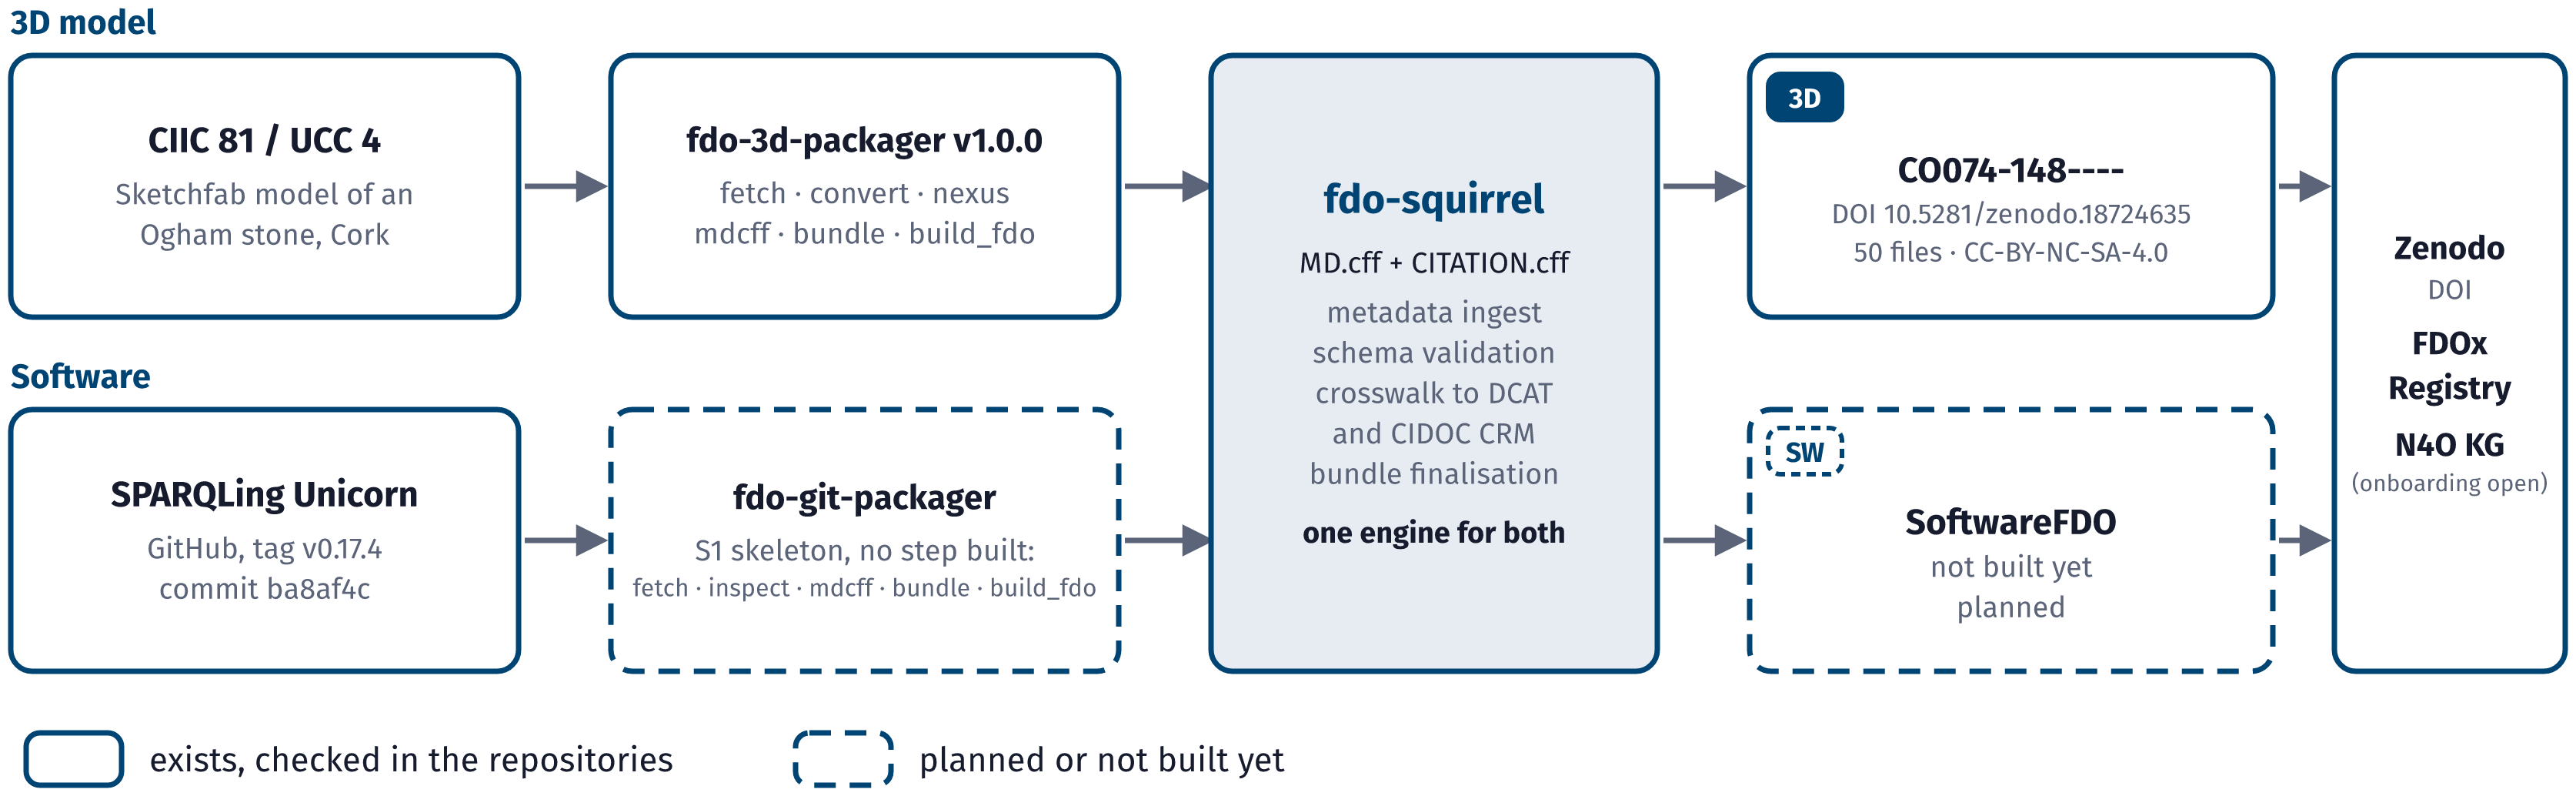 3D model
CIIC 81 / UCC 4
Sketchfab model of an
Ogham stone, Cork
fdo-3d-packager v1.0.0
fetch · convert · nexus
mdcff · bundle · build_fdo
fdo-squirrel
MD.cff + CITATION.cff
metadata ingest
schema validation
crosswalk to DCAT
and CIDOC CRM
bundle finalisation
one engine for both
3D
CO074-148----
DOI 10.5281/zenodo.18724635
50 files · CC-BY-NC-SA-4.0
Zenodo
DOI
FDOx
Registry
N4O KG
(onboarding open)
Software
SPARQLing Unicorn
GitHub, tag v0.17.4
commit ba8af4c
fdo-git-packager
S1 skeleton, no step built:
fetch · inspect · mdcff · bundle · build_fdo
SW
SoftwareFDO
not built yet
planned
exists, checked in the repositories
planned or not built yet